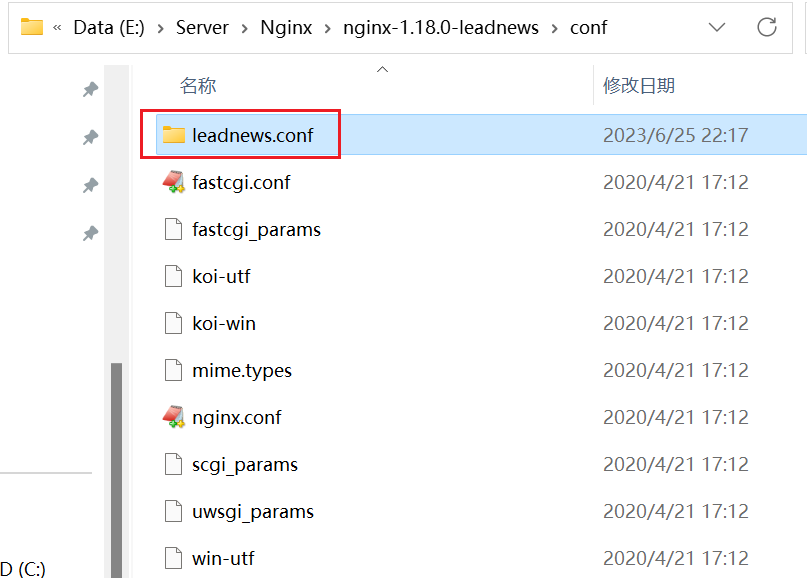 « Data (E:) > Server > Nginx > nginx-1.18.0-leadnews > conf
名称 修改日期
leadnews.conf 2023/6/25 22:17
fastcgi.conf 2020/4/21 17:12
fastcgi_params 2020/4/21 17:12
koi-utf 2020/4/21 17:12
koi-win 2020/4/21 17:12
mime.types 2020/4/21 17:12
nginx.conf 2020/4/21 17:12
scgi_params 2020/4/21 17:12
uwsgi_params 2020/4/21 17:12
win-utf 2020/4/21 17:12
D (C:)